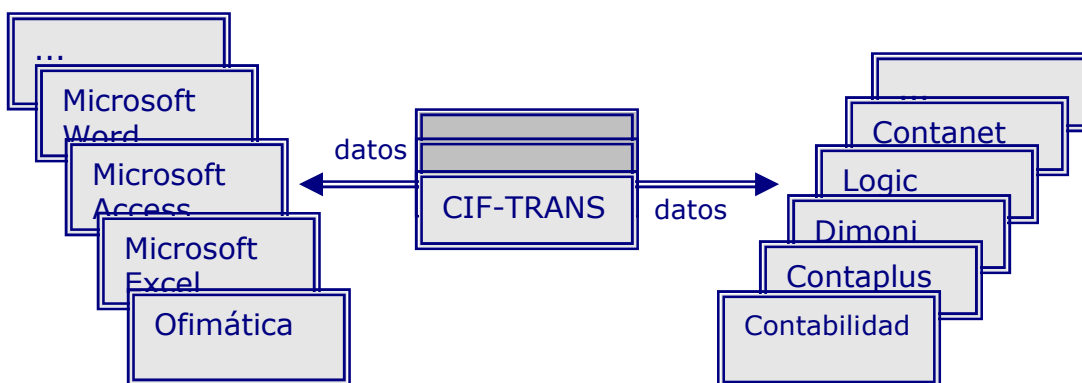 ...
Microsoft
Word
Microsoft
Access
Microsoft
Excel
Ofimática
datos
CIF-TRANS
datos
...
Contanet
Logic
Dimoni
Contaplus
Contabilidad